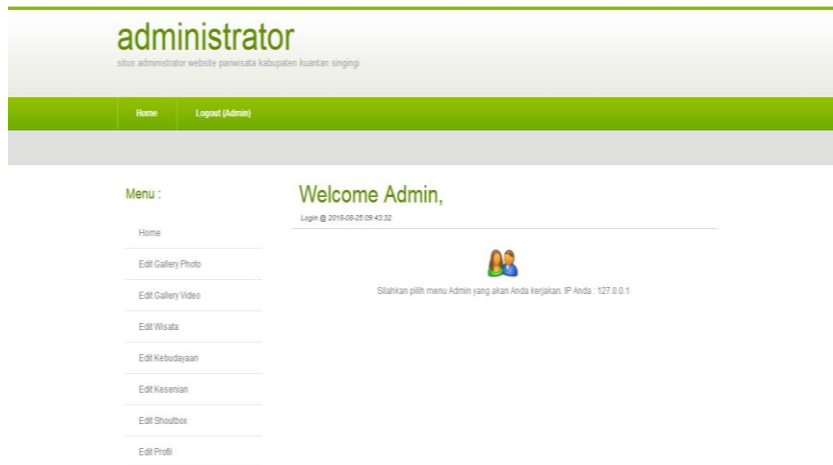 administrator
situs administrator website pariwisata kabupaten kuantan singingi
Home Logout (Admin)
Menu :
Home
Edit Gallery Photo
Edit Gallery Video
Edit Wisata
Edit Kebudayaan
Edit Kesenian
Edit Shoutbox
Edit Profil
Welcome Admin,
Login @ 2016-08-25 09:43:32
Silahkan pilih menu Admin yang akan Anda kerjakan. IP Anda : 127.0.0.1